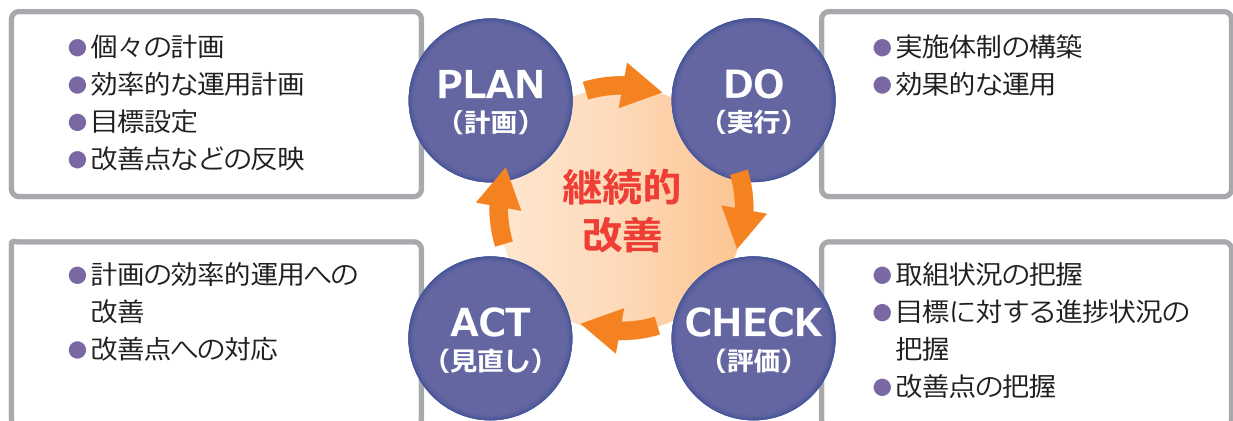 ●個々の計画
●効率的な運用計画
●目標設定
●改善点などの反映
PLAN
（計画）
DO
（実行）
●実施体制の構築
●効果的な運用
継続的
改善
●計画の効率的運用への
改善
●改善点への対応
ACT
（見直し）
CHECK
（評価）
●取組状況の把握
●目標に対する進捗状況の
把握
●改善点の把握